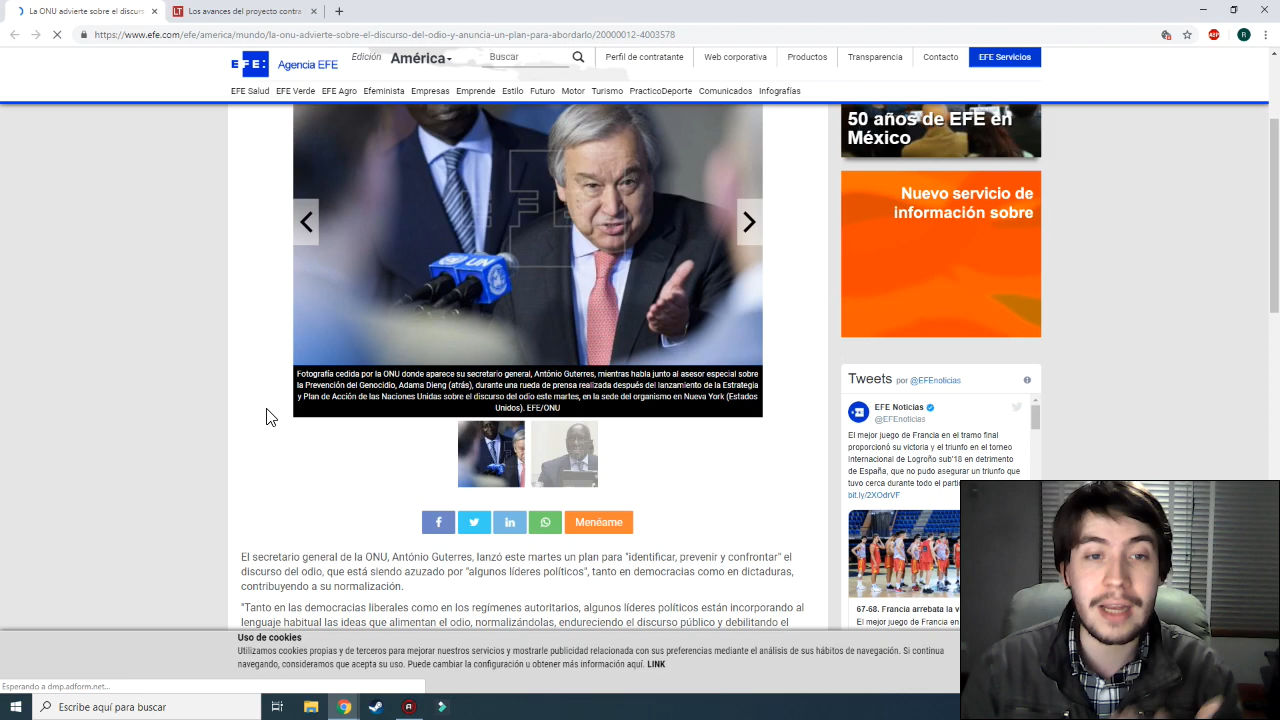 La ONU advierte sobre el discurs
Los avances del proyecto contra
https://www.efe.com/efe/america/mundo/la-onu-advierte-sobre-el-discurso-del-odio-y-anuncia-un-plan-para-abordarlo/20000012-4003578
ABP
R
EFE: Agencia EFE
Edición América
Buscar
Perfil de contratante
Web corporativa
Productos
Transparencia
Contacto
EFE Servicios
EFE Salud EFE Verde EFE Agro Efeminista Empresas Emprende Estilo Futuro Motor Turismo PracticoDeporte Comunicados Infografías
50 años de EFE en
México
Nuevo servicio de
información sobre
UN
Fotografía cedida por la ONU donde aparece su secretario general, António Guterres, mientras habla junto al asesor especial sobre
la Prevención del Genocidio, Adama Dieng (atrás), durante una rueda de prensa realizada después del lanzamiento de la Estrategia
y Plan de Acción de las Naciones Unidas sobre el discurso del odio este martes, en la sede del organismo en Nueva York (Estados
Unidos). EFE/ONU
Menéame
El secretario general de la ONU, António Guterres, lanzó este martes un plan para "identificar, prevenir y confrontar" el
discurso del odio, que está siendo azuzado por "algunos líderes políticos", tanto en democracias como en dictaduras,
contribuyendo a su normalización.
"Tanto en las democracias liberales como en los regímenes autoritarios, algunos líderes políticos están incorporando al
lenguaje habitual las ideas que alimentan el odio, normalizándolas, endureciendo el discurso público y debilitando el
Tweets por @EFEnoticias
EFE Noticias
@EFEnoticias
El mejor juego de Francia en el tramo final
proporcionó su victoria y el triunfo en el torneo
Internacional de Logroño sub'18 en detrimento
de España, que no pudo asegurar un triunfo que
tuvo cerca durante todo el
bit.ly/2XOdrVF
67-68. Francia arrebata la
El mejor juego de Francia en
Uso de cookies
Utilizamos cookies propias y de terceros para mejorar nuestros servicios y mostrarle publicidad relacionada con sus preferencias mediante el análisis de sus hábitos de navegación. Si continua
navegando, consideramos que acepta su uso. Puede cambiar la configuración u obtener más información aquí. LINK
Esperando a dmp.adform.net...
Escribe aquí para buscar